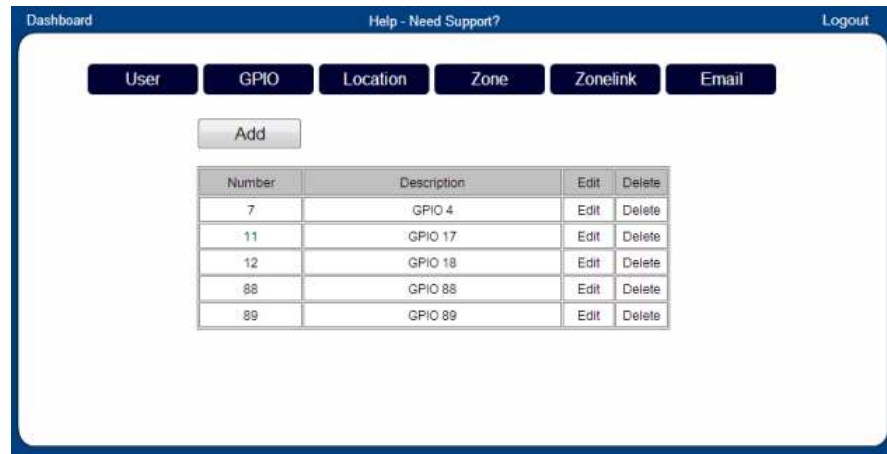 Dashboard Help - Need Support? Logout
User GPIO Location Zone Zonelink Email
Add
Number Description Edit Delete
7 GPIO 4 Edit Delete
11 GPIO 17 Edit Delete
12 GPIO 18 Edit Delete
88 GPIO 88 Edit Delete
89 GPIO 89 Edit Delete